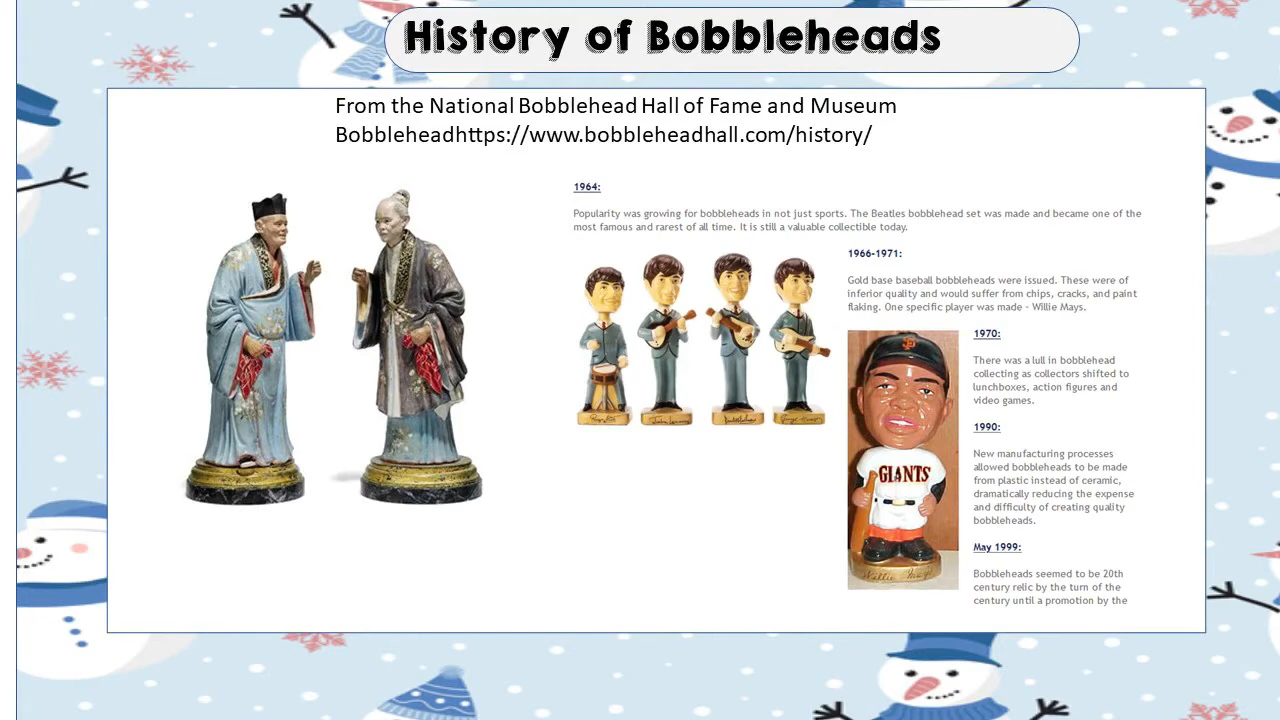 History of Bobbleheads
From the National Bobblehead Hall of Fame and Museum
Bobbleheadhttps://www.bobbleheadhall.com/history/
1964:
Popularity was growing for bobbleheads in not just sports. The Beatles bobblehead set was made and became one of the
most famous and rarest of all time. It is still a valuable collectible today.
1966-1971:
Gold base baseball bobbleheads were issued. These were of
inferior quality and would suffer from chips, cracks, and paint
flaking. One specific player was made - Willie Mays.
GIANTS
Willie Mays
1970:
There was a lull in bobblehead
collecting as collectors shifted to
lunchboxes, action figures and
video games.
1990:
New manufacturing processes
allowed bobbleheads to be made
from plastic instead of ceramic,
dramatically reducing the expense
and difficulty of creating quality
bobbleheads.
May 1999:
Bobbleheads seemed to be 20th
century relic by the turn of the
century until a promotion by the